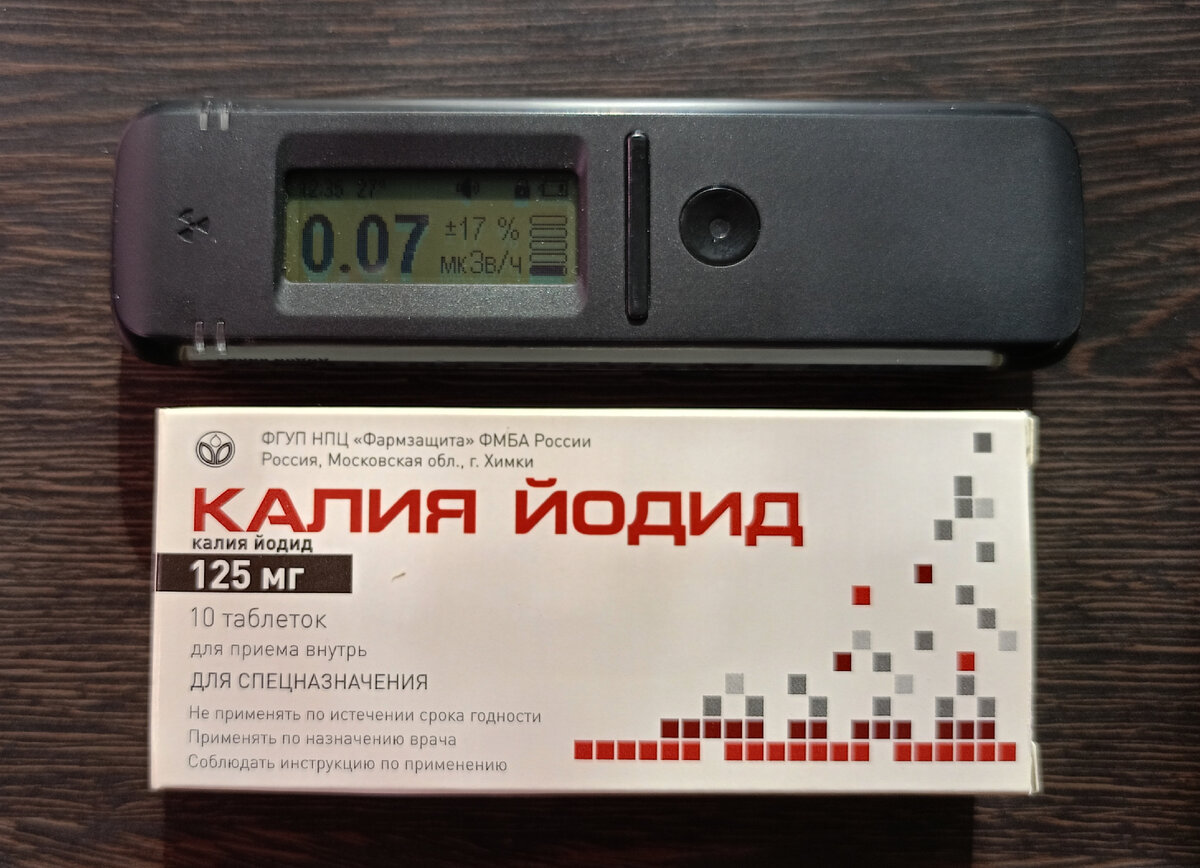 12:35 27°
0.07 ±17 %
мкЗв/ч
ФГУП НПЦ «Фармзащита» ФМБА России
Россия, Московская обл., г. Химки
КАЛИЯ ЙОДИД
калия йодид
125 мг
10 таблеток
для приема внутрь
ДЛЯ СПЕЦНАЗНАЧЕНИЯ
Не применять по истечении срока годности
Применять по назначению врача
Соблюдать инструкцию по применению